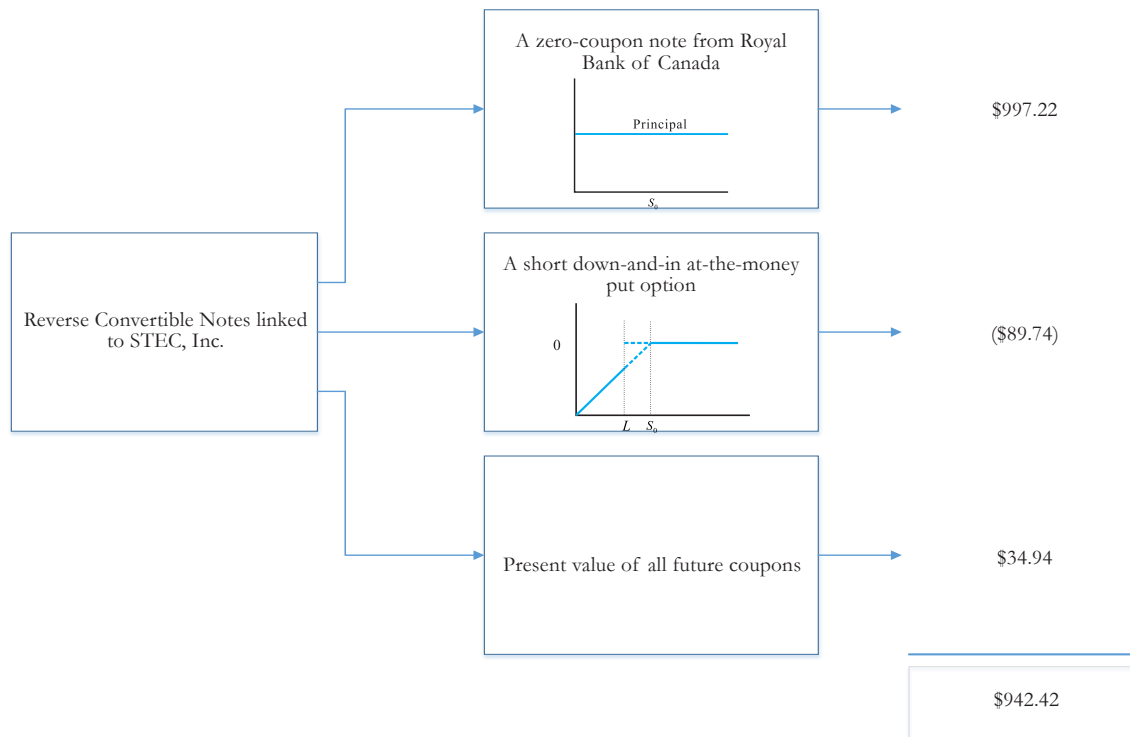 A zero-coupon note from Royal
Bank of Canada
Principal
S₀
$997.22
Reverse Convertible Notes linked
to STEC, Inc.
A short down-and-in at-the-money
put option
0
L S₀
($89.74)
Present value of all future coupons
$34.94
$942.42